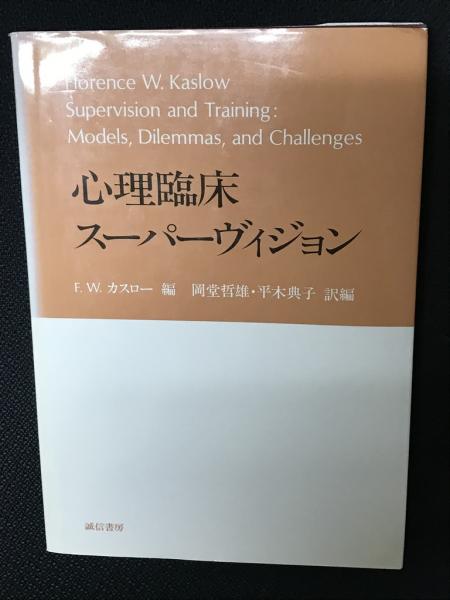 Florence W. Kaslow
Supervision and Training:
Models, Dilemmas, and Challenges
心理臨床
スーパーヴィジョン
F. W. カスロー 編 岡堂哲雄・平木典子 訳編
誠信書房